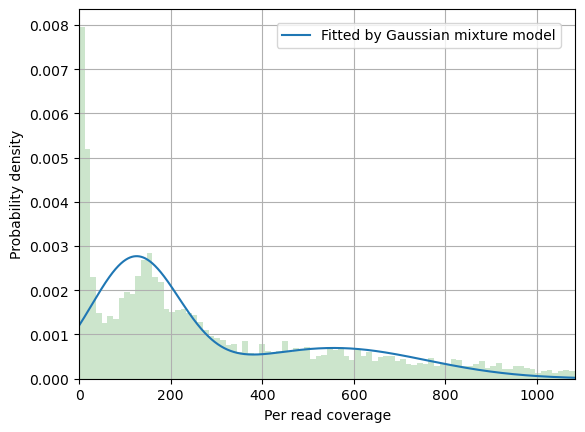 Fitted by Gaussian mixture model
Probability density
0.008
0.007
0.006
0.005
0.004
0.003
0.002
0.001
0.000
0 200 400 600 800 1000
Per read coverage